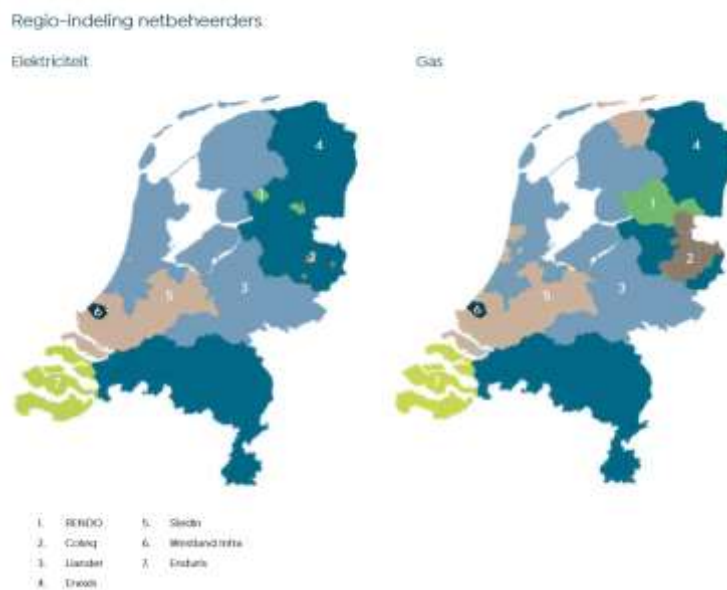 Regio-indeling netbeheerders
Elektriciteit
Gas
4
4
1
1
2
2
3
3
5
5
6
6
7
7
1. RENDO
2. Coteq
3. Liander
4. Enexis
5. Stedin
6. Westland Infra
7. Enduris